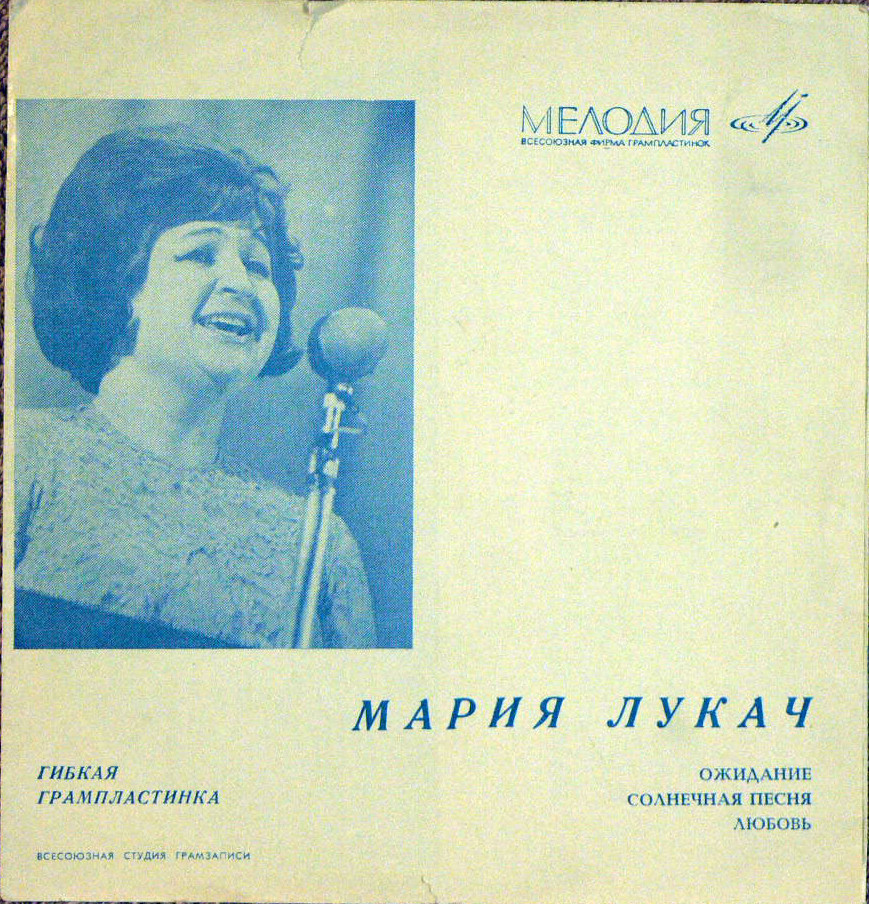 МЕЛОДИЯ
ВСЕСОЮЗНАЯ ФИРМА ГРАМПЛАСТИНОК
МАРИЯ ЛУКАЧ
ГИБКАЯ
ГРАМПЛАСТИНКА
ОЖИДАНИЕ
СОЛНЕЧНАЯ ПЕСНЯ
ЛЮБОВЬ
ВСЕСОЮЗНАЯ СТУДИЯ ГРАМЗАПИСИ